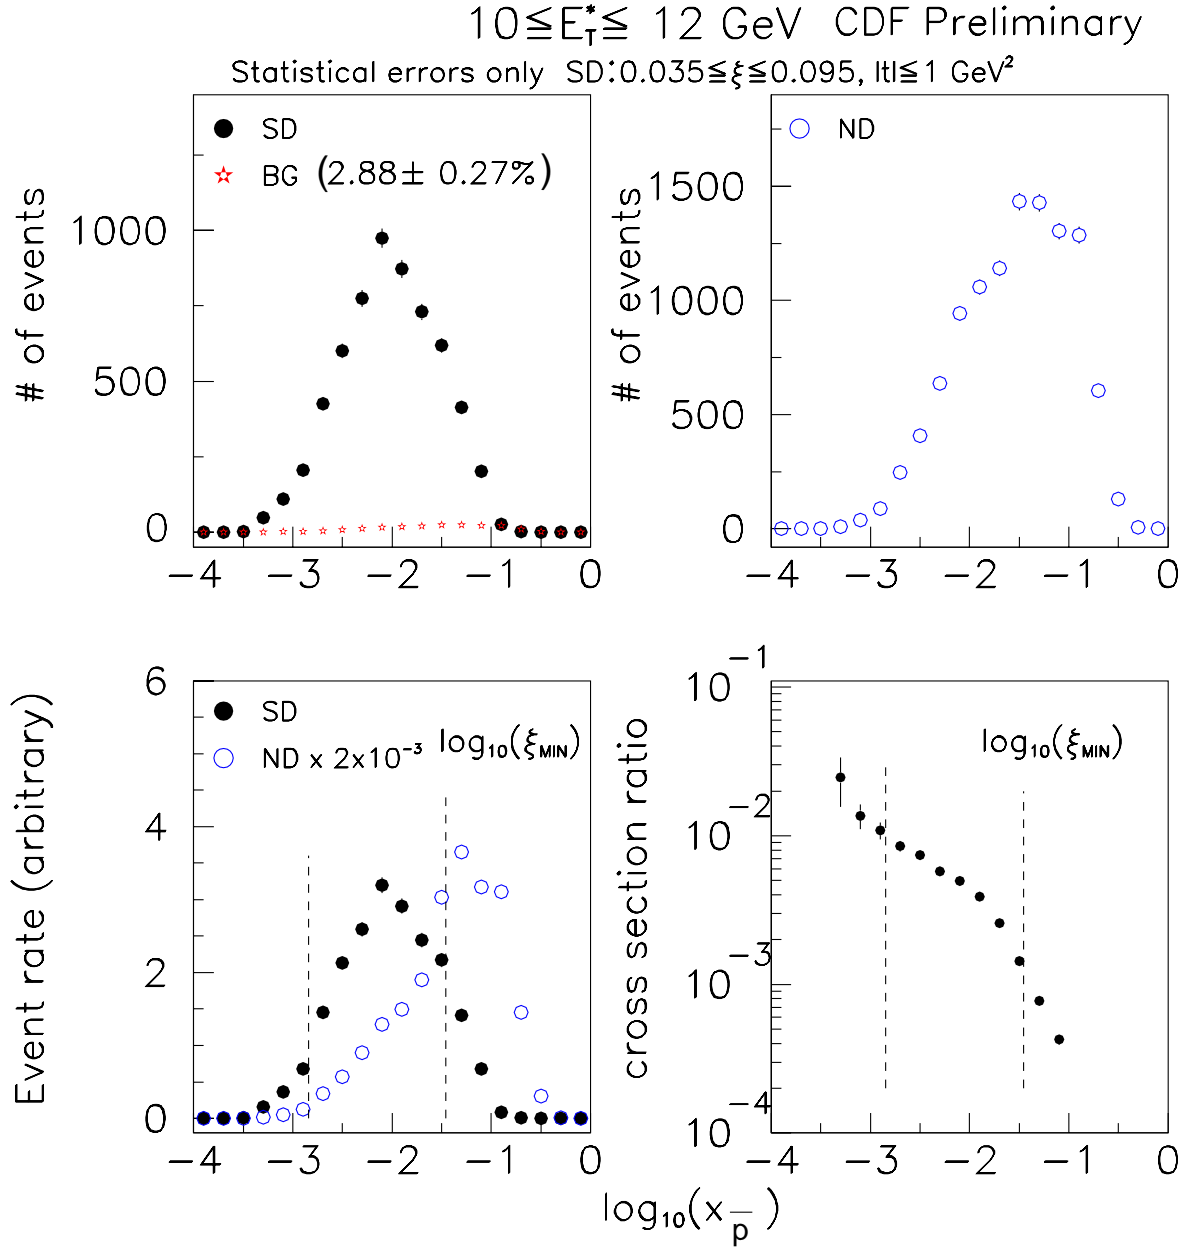 10≦E*T≦ 12 GeV CDF Preliminary
Statistical errors only SD:0.035≦ξ≦0.095, |t|≦1 GeV²
SD
BG (2.88± 0.27%)
# of events
1000
500
0
−4 −3 −2 −1 0
ND
# of events
1500
1000
500
0
−4 −3 −2 −1 0
SD
ND x 2x10⁻³
log₁₀(ξMIN)
Event rate (arbitrary)
6
4
2
0
−4 −3 −2 −1 0
log₁₀(ξMIN)
cross section ratio
10⁻¹
10⁻²
10⁻³
10⁻⁴
−4 −3 −2 −1 0
log₁₀(xp̅)